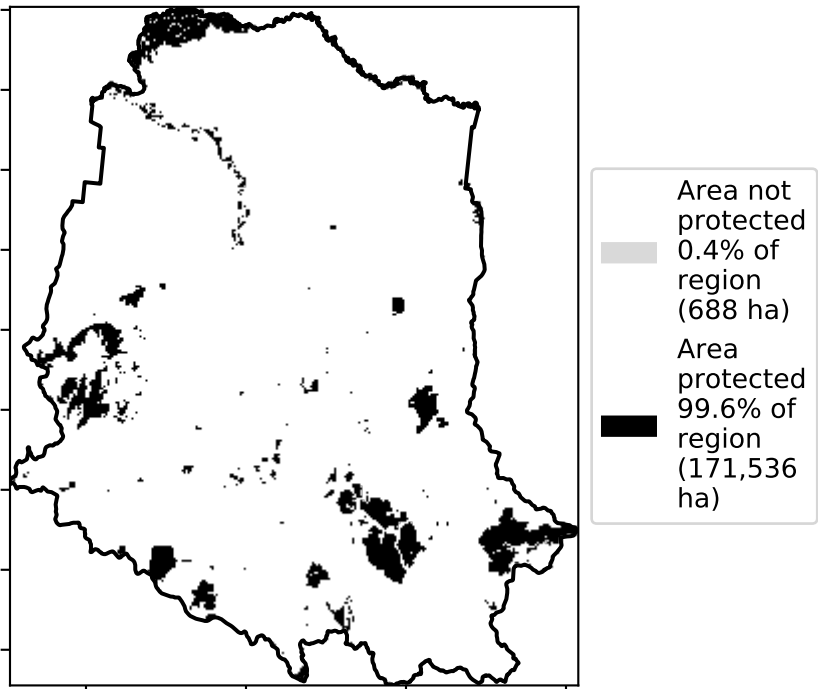 Area not
protected
0.4% of
region
(688 ha)
Area
protected
99.6% of
region
(171,536
ha)